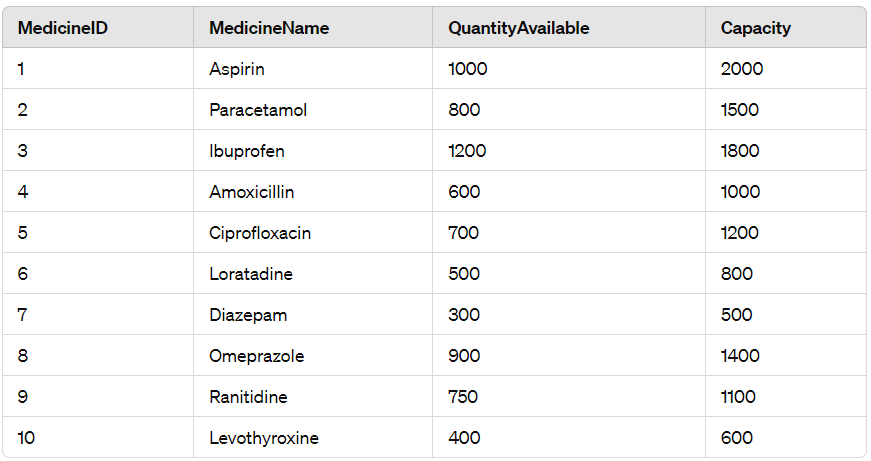 MedicineID MedicineName QuantityAvailable Capacity
1 Aspirin 1000 2000
2 Paracetamol 800 1500
3 Ibuprofen 1200 1800
4 Amoxicillin 600 1000
5 Ciprofloxacin 700 1200
6 Loratadine 500 800
7 Diazepam 300 500
8 Omeprazole 900 1400
9 Ranitidine 750 1100
10 Levothyroxine 400 600